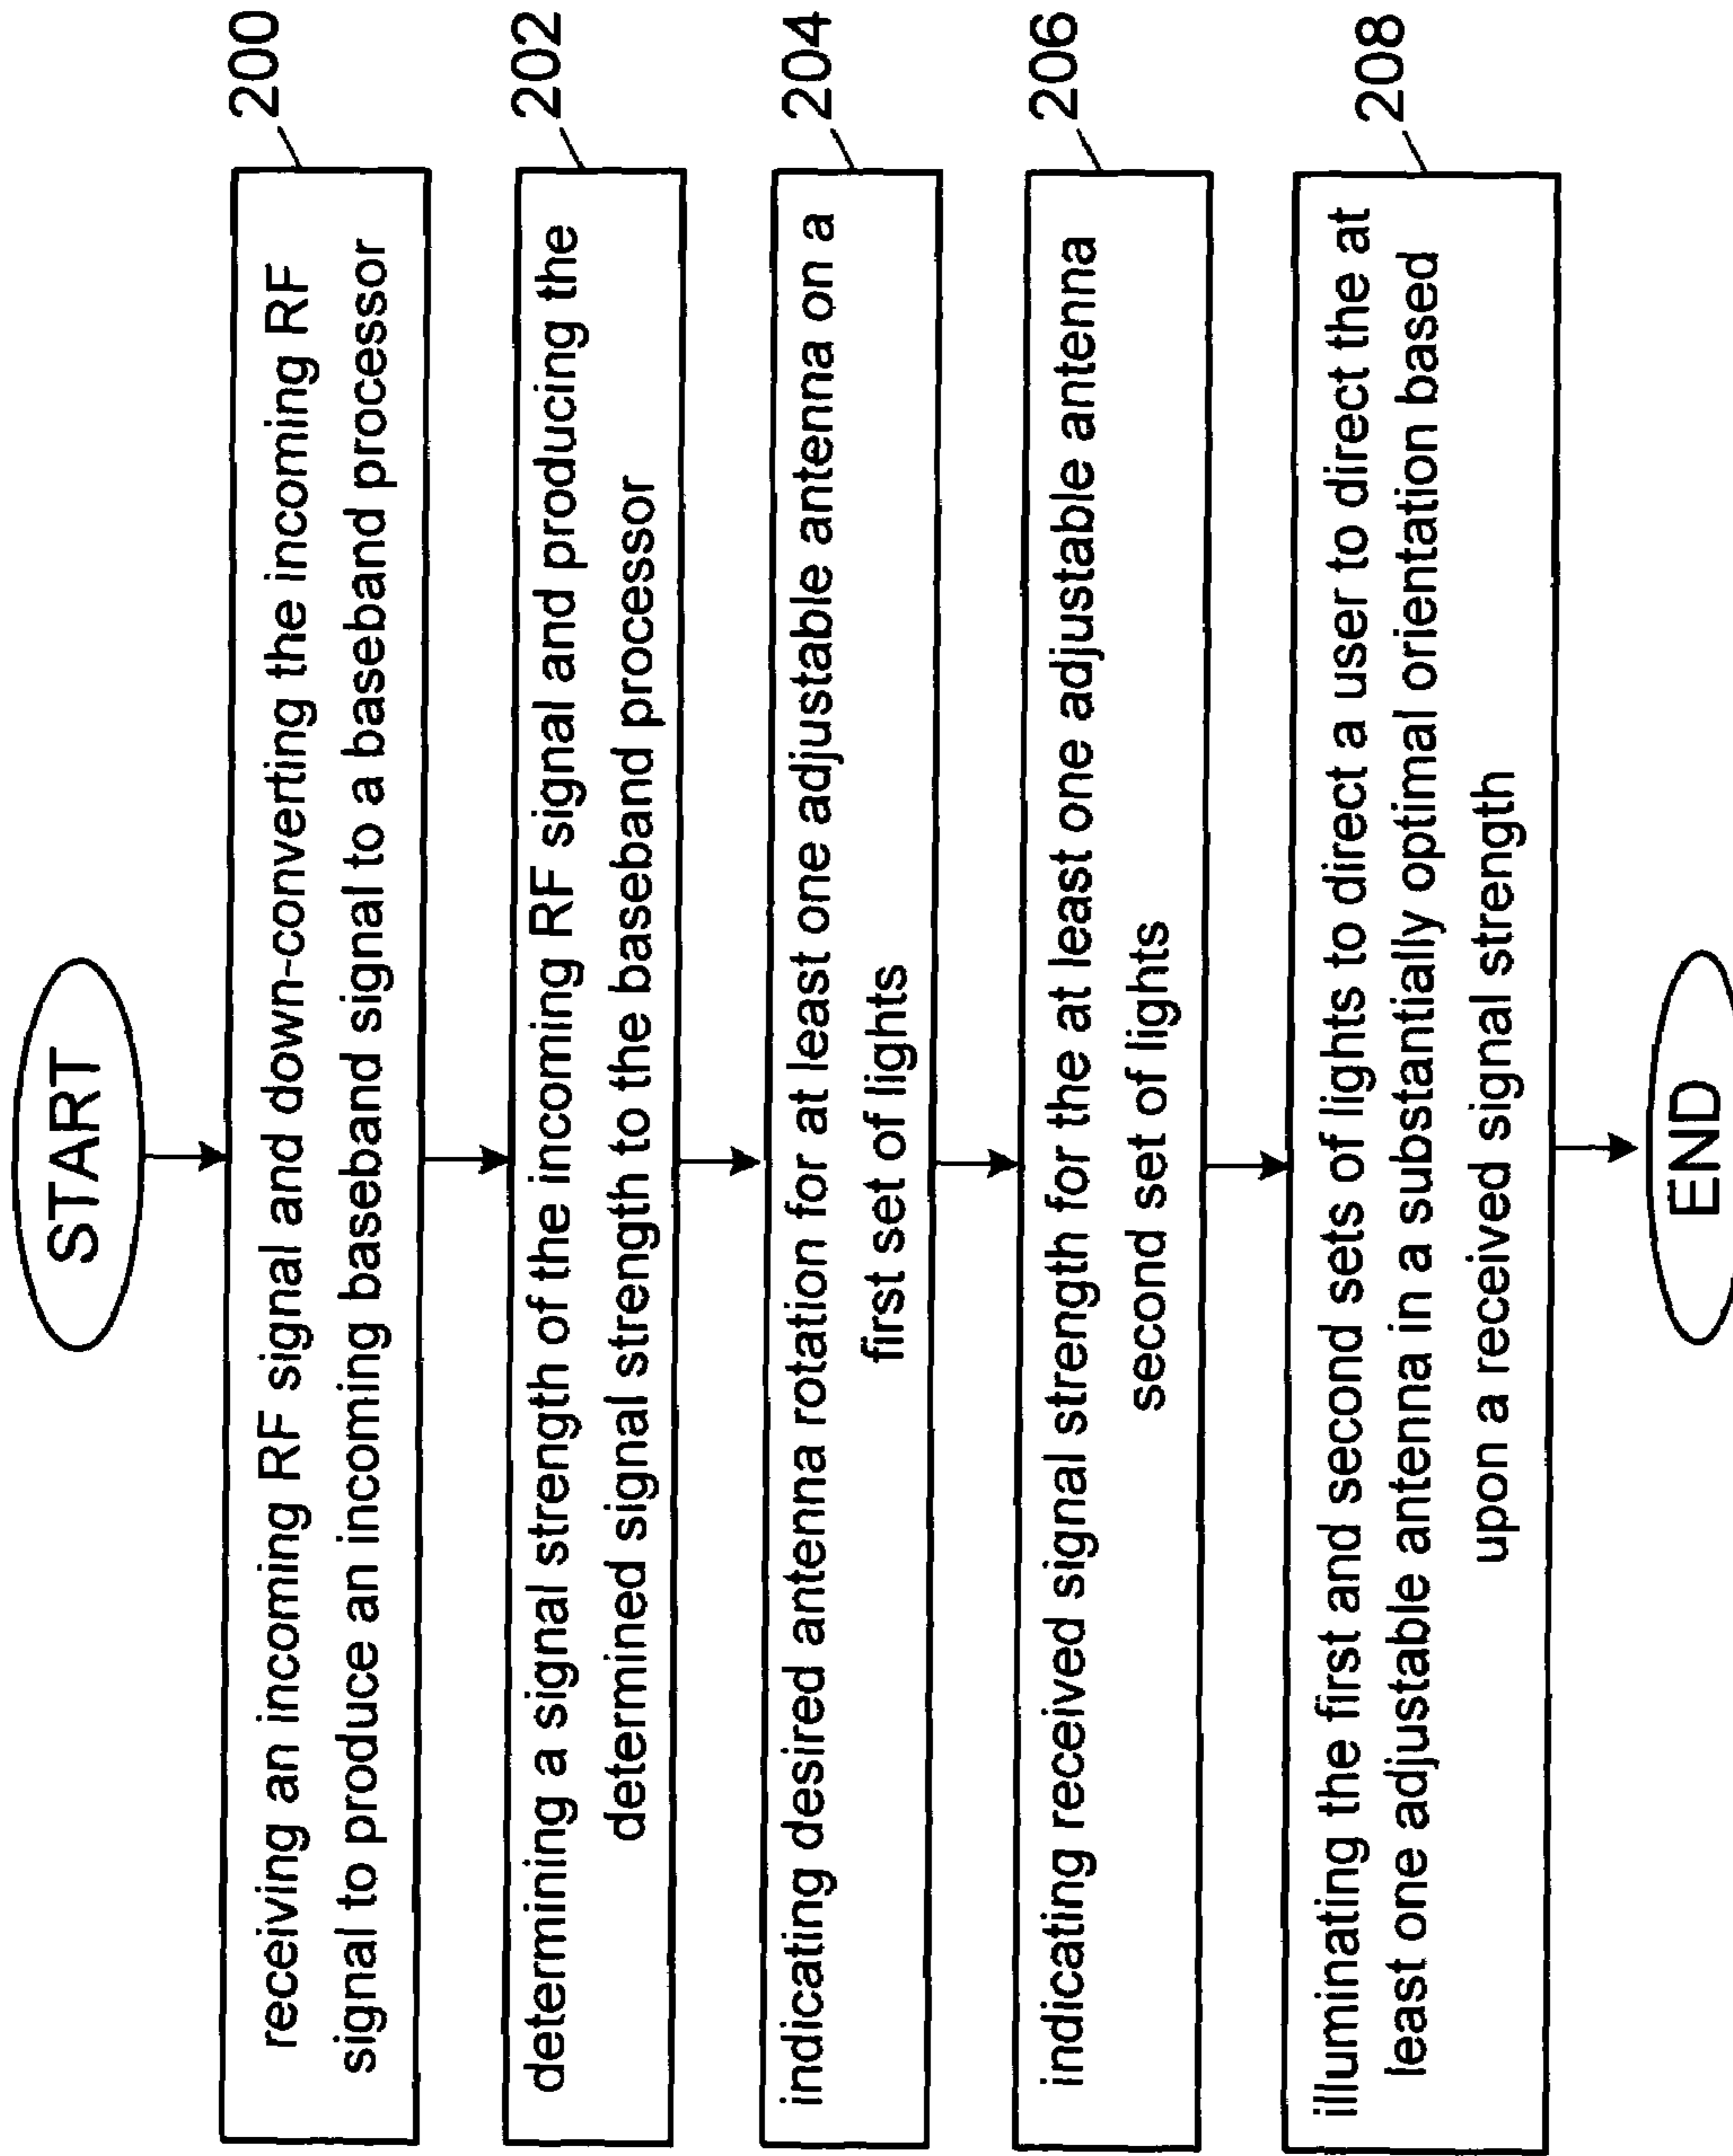 START
receiving an incoming RF signal and down-converting the incoming RF
signal to produce an incoming baseband signal to a baseband processor
200
determining a signal strength of the incoming RF signal and producing the
determined signal strength to the baseband processor
202
indicating desired antenna rotation for at least one adjustable antenna on a
first set of lights
204
indicating received signal strength for the at least one adjustable antenna
second set of lights
206
illuminating the first and second sets of lights to direct a user to direct the at
least one adjustable antenna in a substantially optimal orientation based
upon a received signal strength
208
END